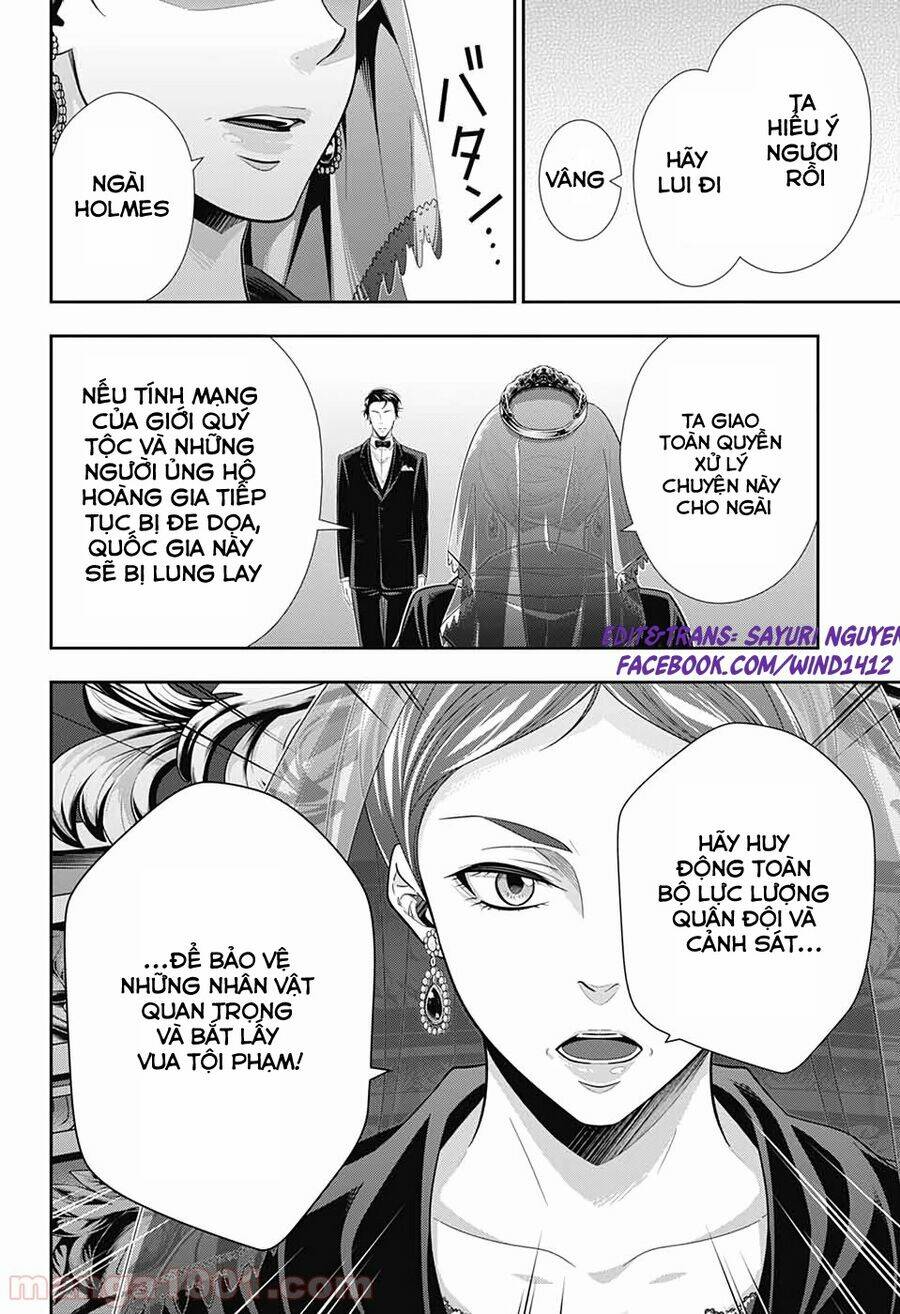 TA
HIỂU Ý
NGƯƠI
RỒI
HÃY
LUI ĐI
VÂNG
バタン…
NGÀI
HOLMES
TA GIAO
TOÀN QUYỀN
XỬ LÝ
CHUYỆN NÀY
CHO NGÀI
NẾU TÍNH MẠNG
CỦA GIỚI QUÝ
TỘC VÀ NHỮNG
NGƯỜI ỦNG HỘ
HOÀNG GIA TIẾP
TỤC BỊ ĐE DỌA,
QUỐC GIA NÀY
SẼ BỊ LUNG LAY
EDIT&TRANS: SAYURI NGUYEN
FACEBOOK.COM/WIND1412
HÃY HUY
ĐỘNG TOÀN
BỘ LỰC LƯỢNG
QUÂN ĐỘI VÀ
CẢNH SÁT...
...ĐỂ BẢO VỆ
NHỮNG NHÂN VẬT
QUAN TRỌNG
VÀ BẮT LẤY
VUA TỘI PHẠM!
manga1001.com